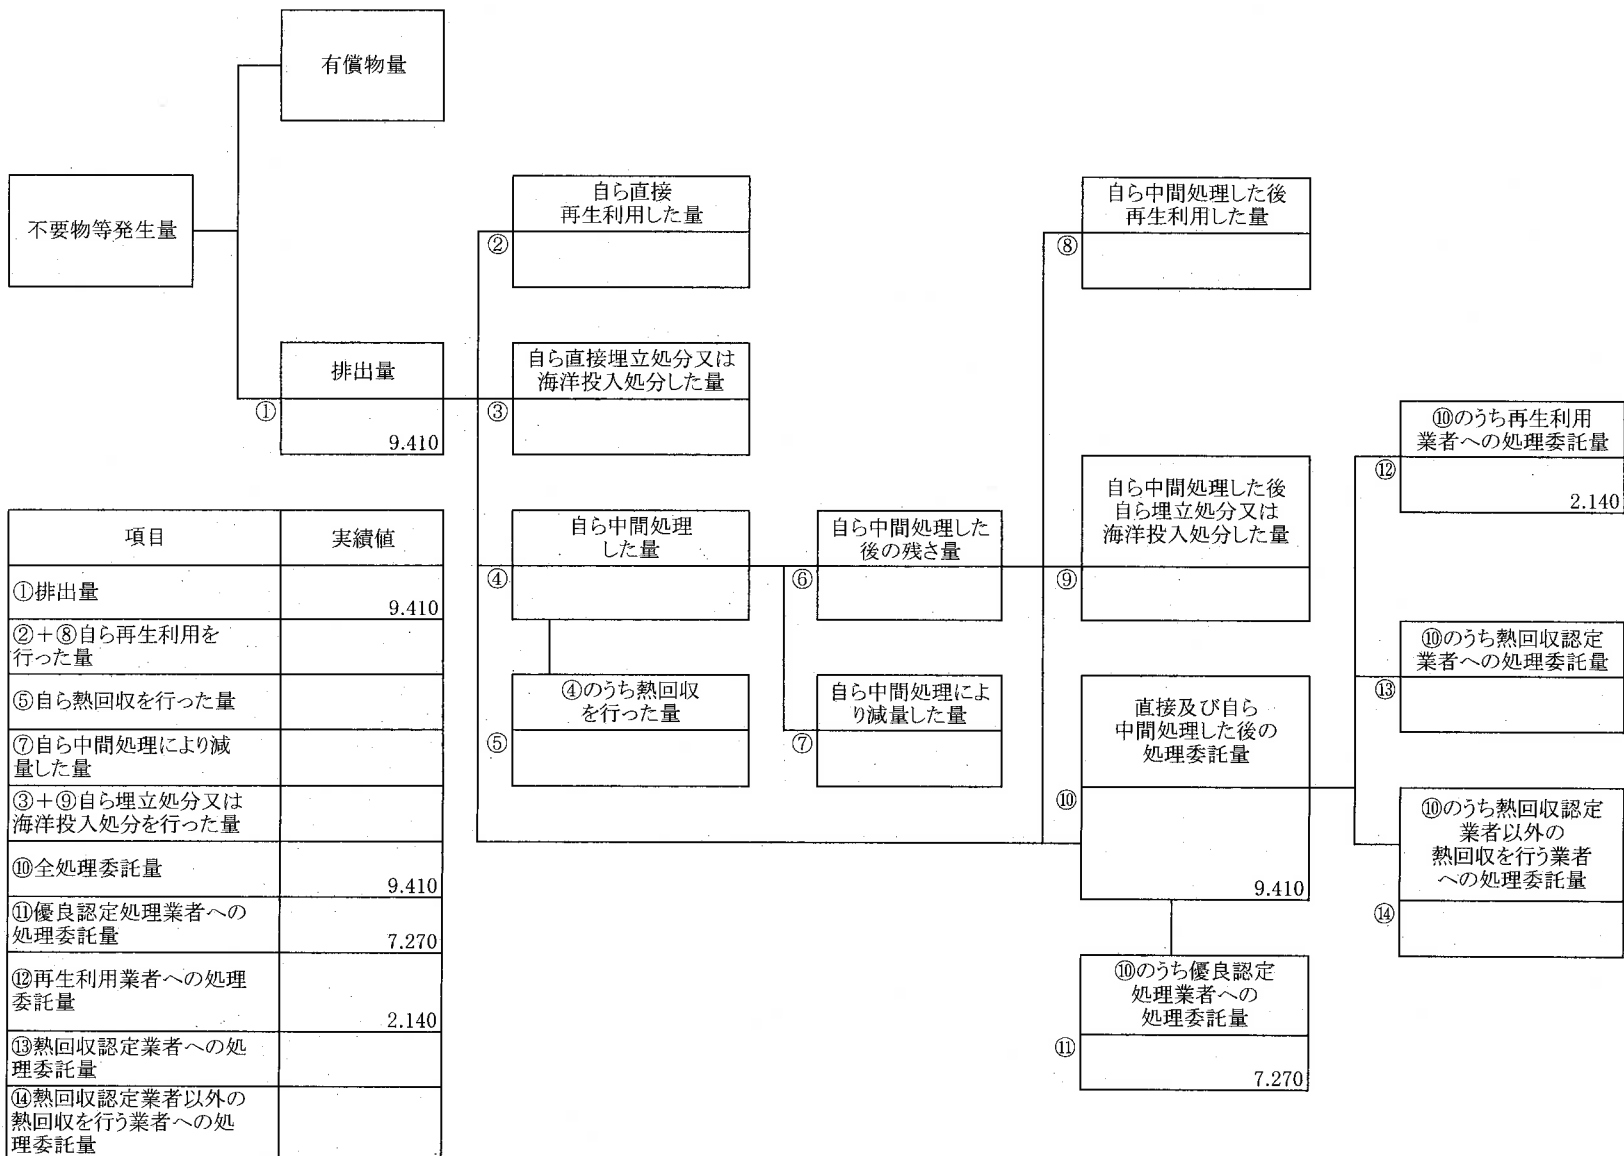 有償物量
不要物等発生量
自ら直接
再生利用した量
②
自ら中間処理した後
再生利用した量
⑧
排出量
①
9.410
自ら直接埋立処分又は
海洋投入処分した量
③
⑩のうち再生利用
業者への処理委託量
⑫
2.140
自ら中間処理
した量
④
自ら中間処理した
後の残さ量
⑥
自ら中間処理した後
自ら埋立処分又は
海洋投入処分した量
⑨
⑩のうち熱回収認定
業者への処理委託量
⑬
④のうち熱回収
を行った量
⑤
自ら中間処理によ
り減量した量
⑦
直接及び自ら
中間処理した後の
処理委託量
⑩
9.410
⑩のうち熱回収認定
業者以外の
熱回収を行う業者
への処理委託量
⑭
⑩のうち優良認定
処理業者への
処理委託量
⑪
7.270
項目 実績値
①排出量 9.410
②+⑧自ら再生利用を
行った量
⑤自ら熱回収を行った量
⑦自ら中間処理により減
量した量
③+⑨自ら埋立処分又は
海洋投入処分を行った量
⑩全処理委託量 9.410
⑪優良認定処理業者への
処理委託量 7.270
⑫再生利用業者への処理
委託量 2.140
⑬熱回収認定業者への処
理委託量
⑭熱回収認定業者以外の
熱回収を行う業者への処
理委託量